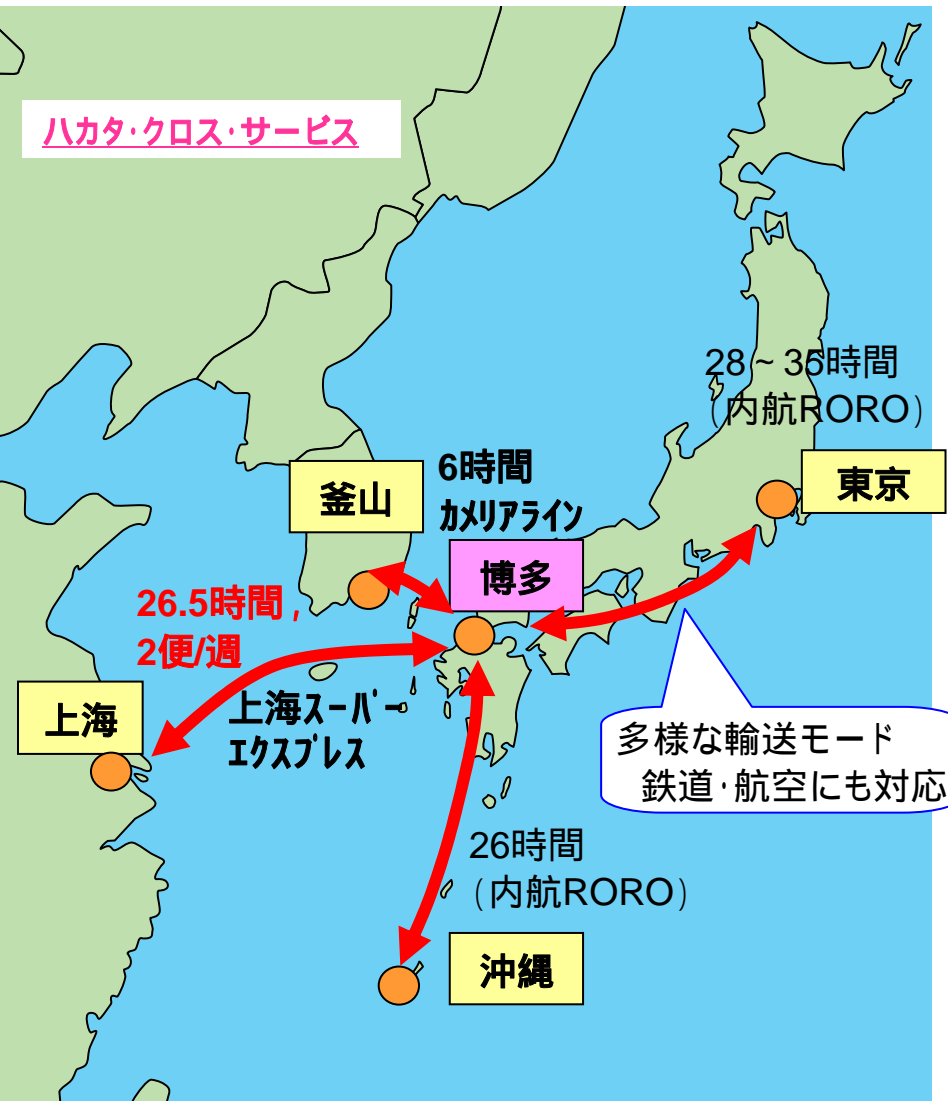 ハカタ・クロス・サービス
28～35時間
（内航RORO）
6時間
カメリアライン
釜山
東京
博多
26.5時間，
2便/週
上海
上海スーパー
エクスプレス
多様な輸送モード
鉄道・航空にも対応
26時間
（内航RORO）
沖縄